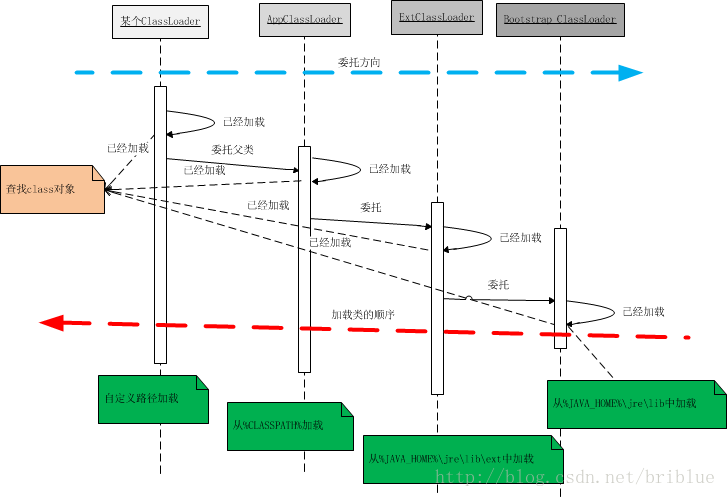 某个ClassLoader
AppClassLoader
ExtClassLoader
Bootstrap ClassLoader
委托方向
已经加载
已经加载
委托父类
已经加载
已经加载
查找class对象
已经加载
委托
已经加载
已经加载
委托
已经加载
加载类的顺序
自定义路径加载
从%CLASSPATH%加载
从%JAVA_HOME%\jre\lib中加载
从%JAVA_HOME%\jre\lib\ext中加载
http://blog.csdn.net/briblue